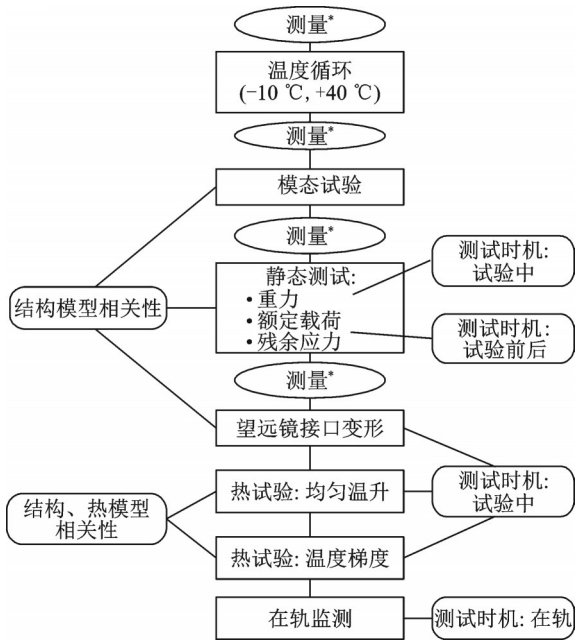 测量*
温度循环
(-10 ℃, +40 ℃)
测量*
模态试验
测量*
静态测试:
•重力
•额定载荷
•残余应力
测试时机:
试验中
测试时机:
试验前后
结构模型相关性
测量*
望远镜接口变形
热试验: 均匀温升
热试验: 温度梯度
测试时机:
试验中
结构、热模型
相关性
在轨监测
测试时机: 在轨